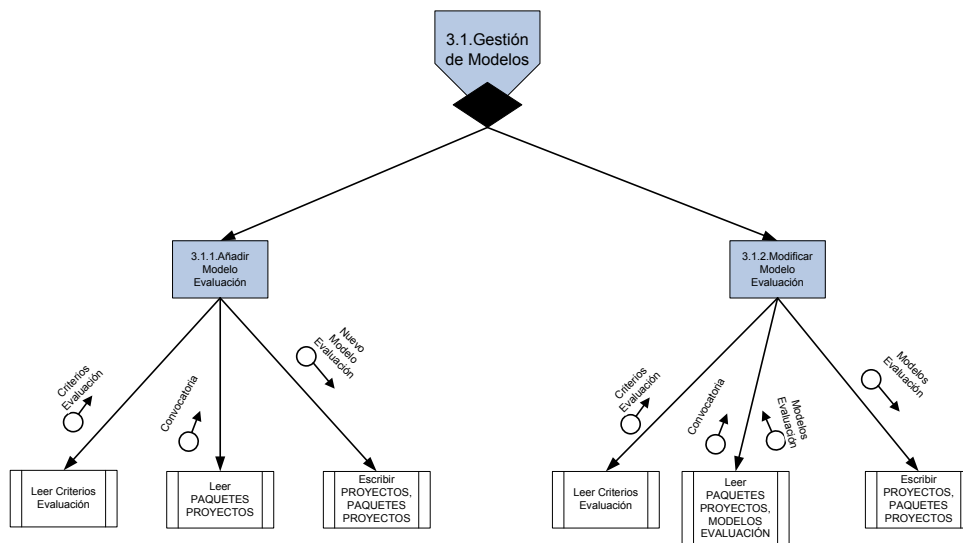 3.1.Gestión
de Modelos
3.1.1.Añadir
Modelo
Evaluación
3.1.2.Modificar
Modelo
Evaluación
Criterios
Evaluación
Convocatoria
Nuevo
Modelo
Evaluación
Criterios
Evaluación
Convocatoria
Modelos
Evaluación
Modelos
Evaluación
Leer Criterios
Evaluación
Leer
PAQUETES
PROYECTOS
Escribir
PROYECTOS,
PAQUETES
PROYECTOS
Leer Criterios
Evaluación
Leer
PAQUETES
PROYECTOS,
MODELOS
EVALUACIÓN
Escribir
PROYECTOS,
PAQUETES
PROYECTOS